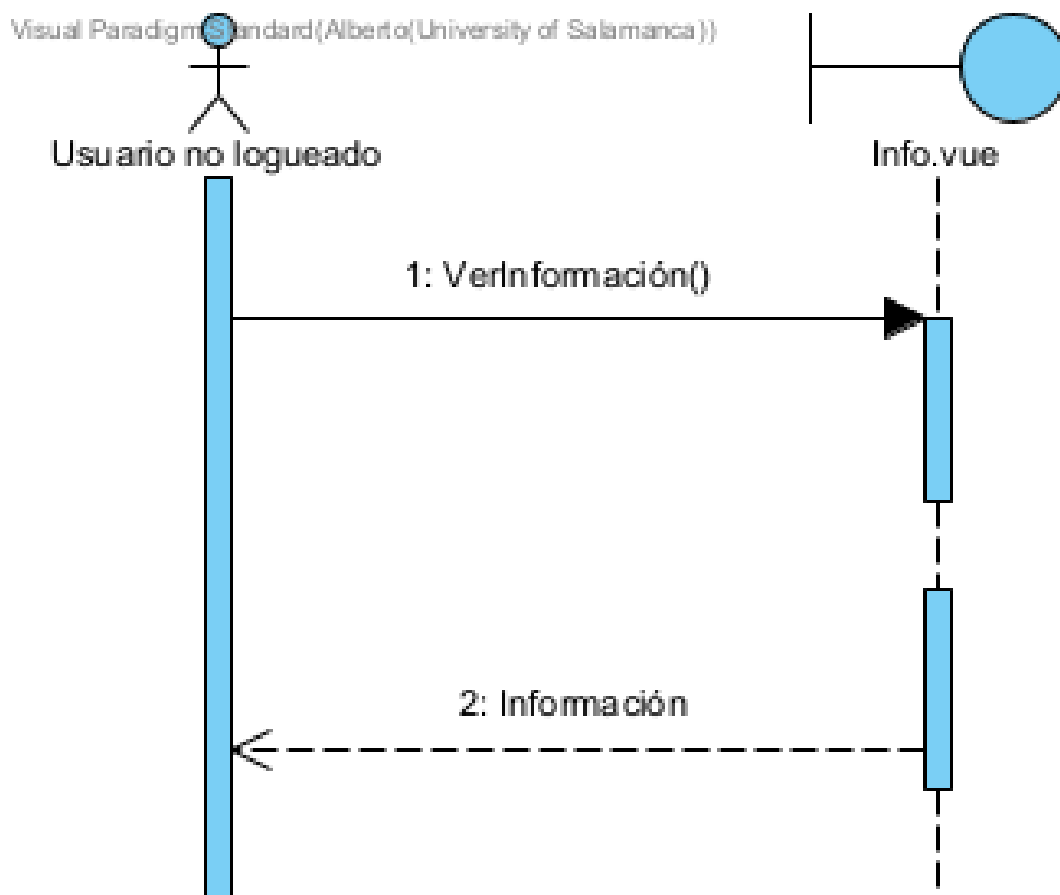 Visual Paradigm Standard(Alberto(University of Salamanca))
Usuario no logueado
Info.vue
1: VerInformación()
2: Información